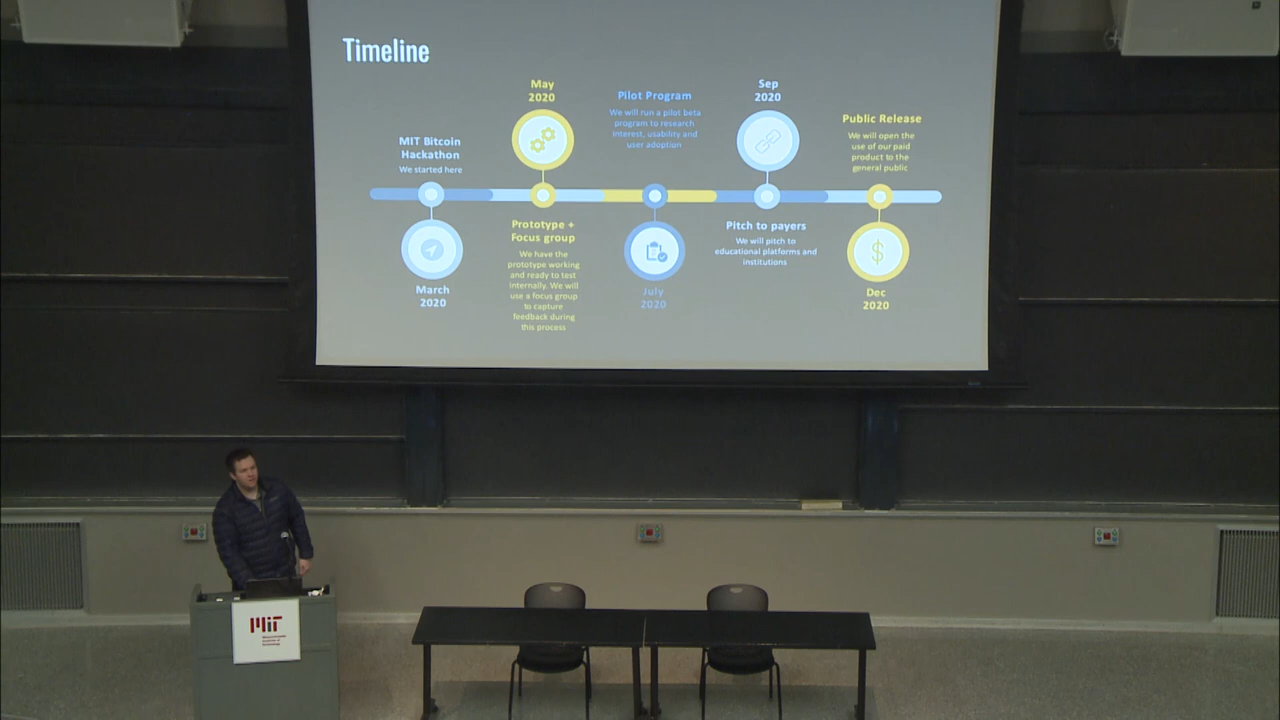 Timeline
MIT Bitcoin
Hackathon
We started here
March
2020
May
2020
Prototype +
Focus group
We have the
prototype working
and ready to test
internally. We will
use a focus group
to capture
feedback during
this process
Pilot Program
We will run a pilot beta
program to research
interest, usability and
user adoption
July
2020
Sep
2020
Pitch to payers
We will pitch to
educational platforms and
institutions
Public Release
We will open the
use of our paid
product to the
general public
$
Dec
2020
MIT
Massachusetts
Institute of
Technology